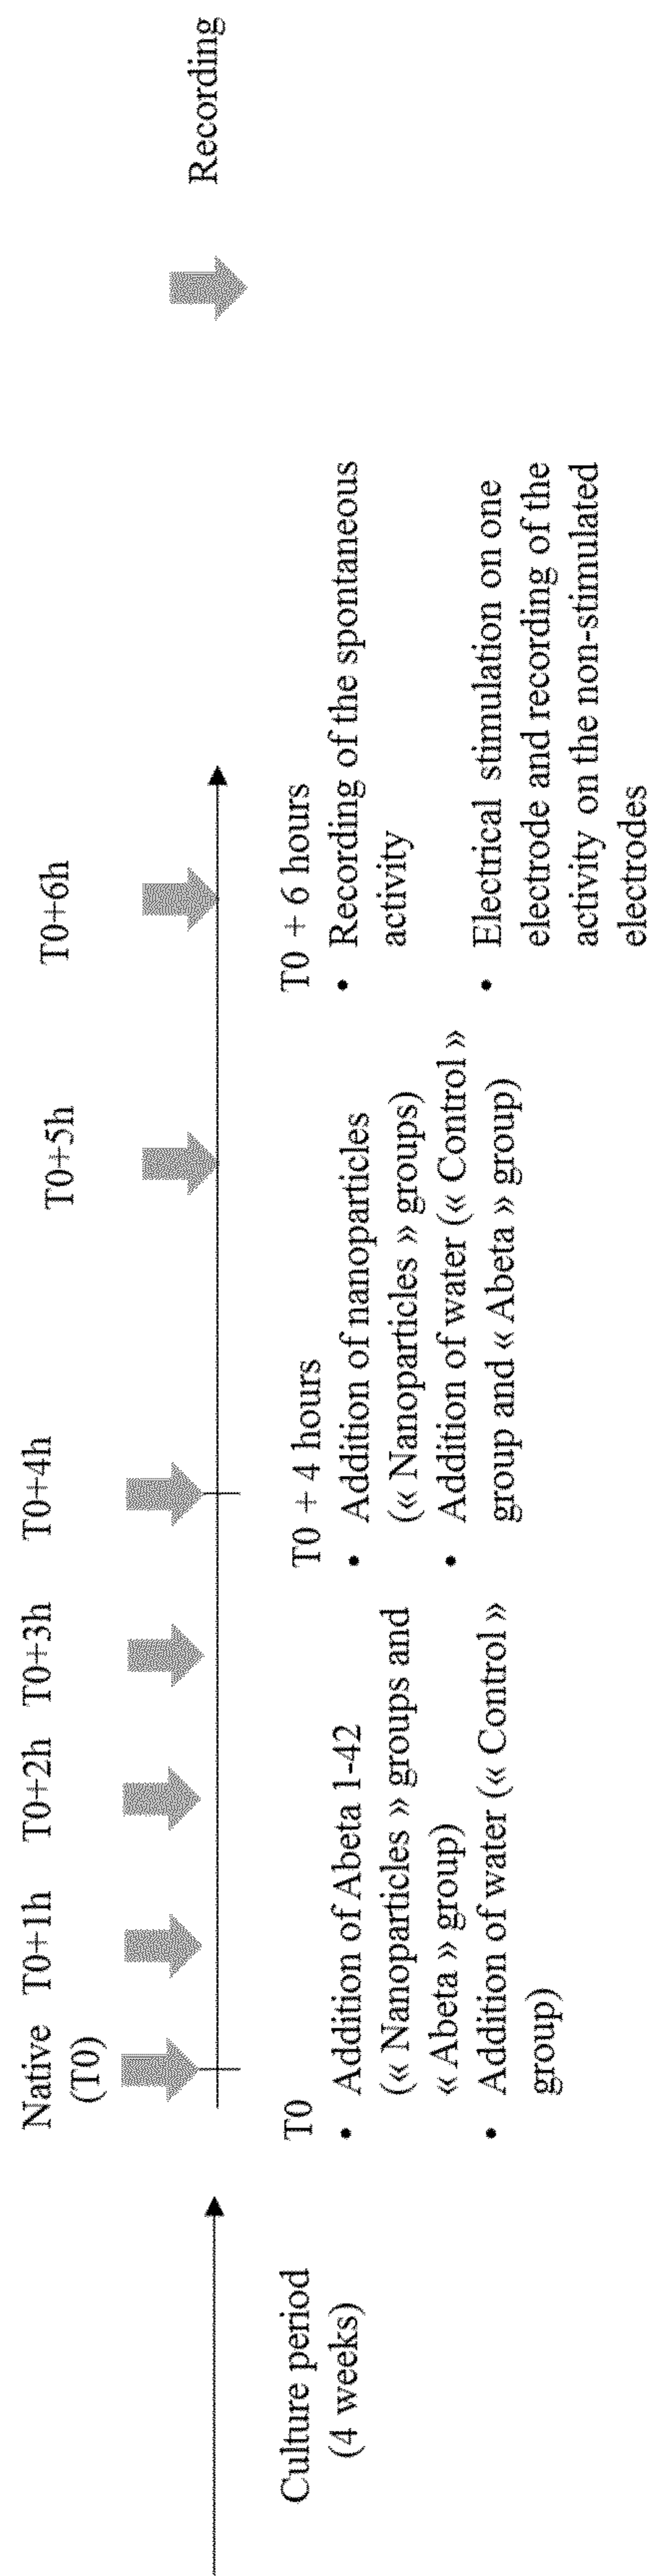 Native
(T0)
T0+1h
T0+2h
T0+3h
T0+4h
T0+5h
T0+6h
Recording
Culture period
(4 weeks)
T0
• Addition of Abeta 1-42
(« Nanoparticles » groups and
« Abeta » group)
• Addition of water (« Control »
group)
T0 + 4 hours
• Addition of nanoparticles
(« Nanoparticles » groups)
• Addition of water (« Control »
group and « Abeta » group)
T0 + 6 hours
• Recording of the spontaneous
activity
• Electrical stimulation on one
electrode and recording of the
activity on the non-stimulated
electrodes